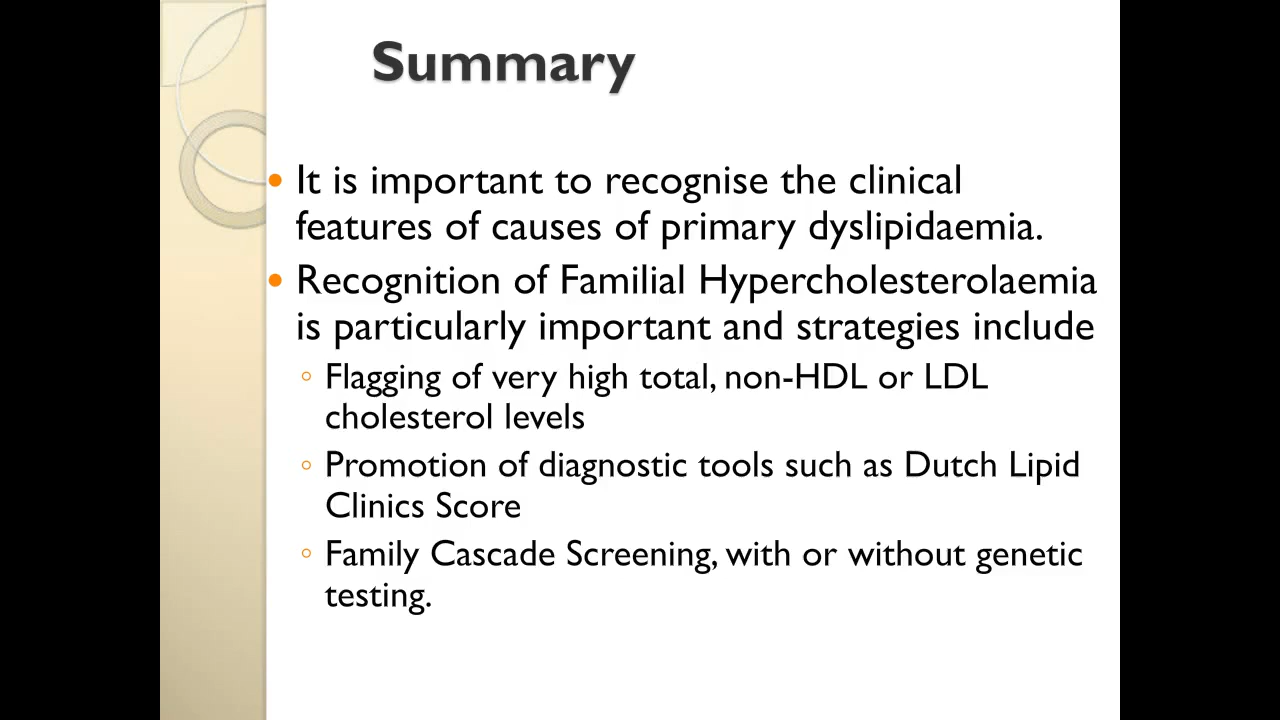 Summary
• It is important to recognise the clinical
features of causes of primary dyslipidaemia.
• Recognition of Familial Hypercholesterolaemia
is particularly important and strategies include
◦ Flagging of very high total, non-HDL or LDL
cholesterol levels
◦ Promotion of diagnostic tools such as Dutch Lipid
Clinics Score
◦ Family Cascade Screening, with or without genetic
testing.